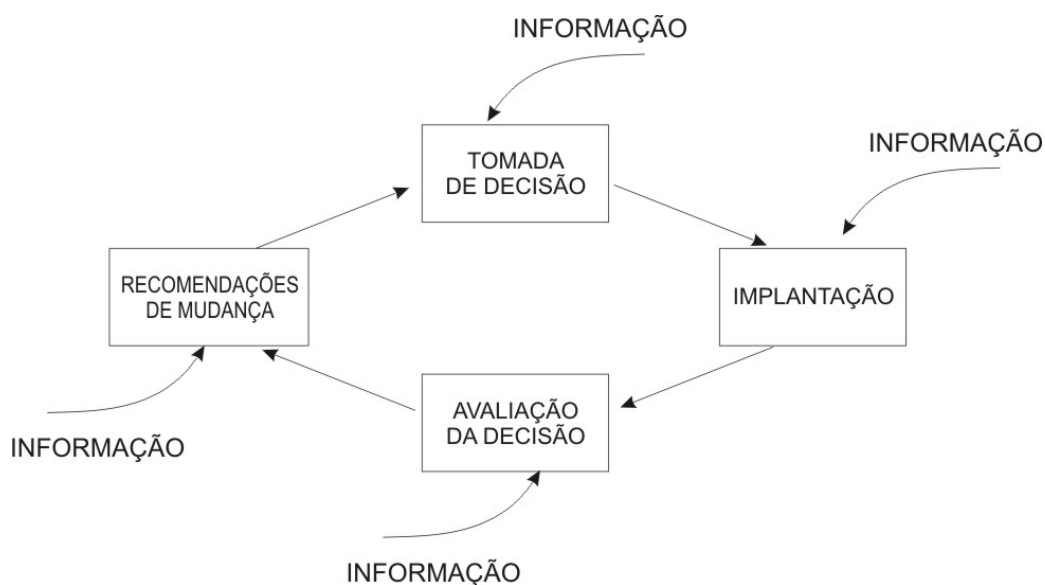 INFORMAÇÃO
TOMADA
DE DECISÃO
INFORMAÇÃO
RECOMENDAÇÕES
DE MUDANÇA
IMPLANTAÇÃO
AVALIAÇÃO
DA DECISÃO
INFORMAÇÃO
INFORMAÇÃO